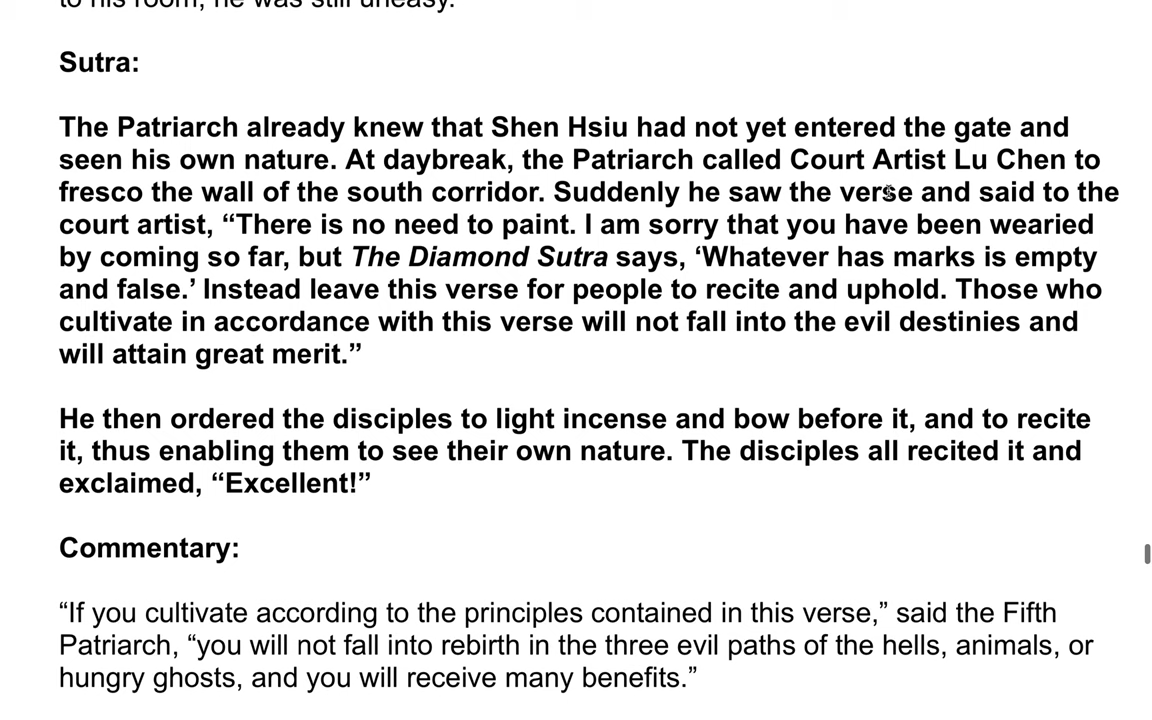 to his room, he was still uneasy.
Sutra:
The Patriarch already knew that Shen Hsiu had not yet entered the gate and
seen his own nature. At daybreak, the Patriarch called Court Artist Lu Chen to
fresco the wall of the south corridor. Suddenly he saw the verse and said to the
court artist, “There is no need to paint. I am sorry that you have been wearied
by coming so far, but The Diamond Sutra says, ‘Whatever has marks is empty
and false.’ Instead leave this verse for people to recite and uphold. Those who
cultivate in accordance with this verse will not fall into the evil destinies and
will attain great merit.”
He then ordered the disciples to light incense and bow before it, and to recite
it, thus enabling them to see their own nature. The disciples all recited it and
exclaimed, “Excellent!”
Commentary:
“If you cultivate according to the principles contained in this verse,” said the Fifth
Patriarch, “you will not fall into rebirth in the three evil paths of the hells, animals, or
hungry ghosts, and you will receive many benefits.”